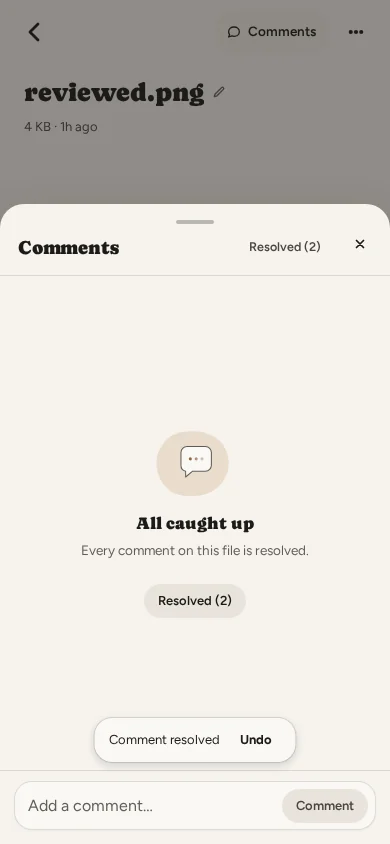 Comments
reviewed.png
4 KB · 1h ago
Comments
Resolved (2)
All caught up
Every comment on this file is resolved.
Resolved (2)
Comment resolved Undo
Add a comment... Comment